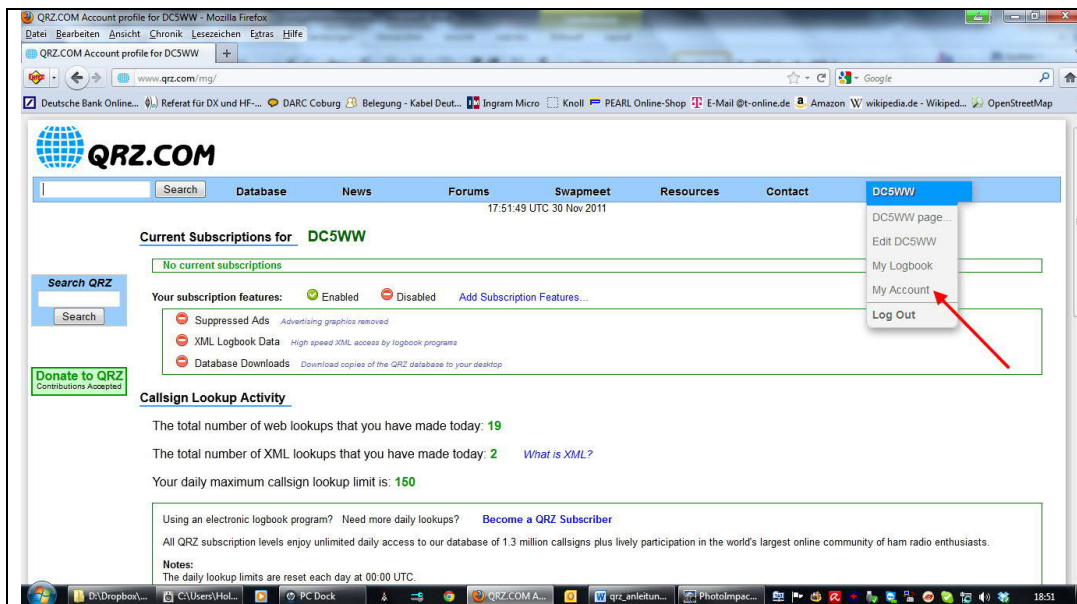 QRZ.COM Account profile for DC5WW - Mozilla Firefox
Datei Bearbeiten Ansicht Chronik Lesezeichen Extras Hilfe
QRZ.COM Account profile for DC5WW +
www.qrz.com/mg/ Google
Deutsche Bank Online... Referat für DX und HF-... DARC Coburg Belegung - Kabel Deut... Ingram Micro Knoll PEARL Online-Shop E-Mail @t-online.de Amazon wikipedia.de - Wikiped... OpenStreetMap
QRZ.COM
Search Database News Forums Swapmeet Resources Contact DC5WW
17:51:49 UTC 30 Nov 2011
DC5WW page...
Edit DC5WW
My Logbook
My Account
Log Out
Current Subscriptions for DC5WW
No current subscriptions
Search QRZ
Search
Your subscription features: Enabled Disabled Add Subscription Features...
Suppressed Ads Advertising graphics removed
XML Logbook Data High speed XML access by logbook programs
Database Downloads Download copies of the QRZ database to your desktop
Donate to QRZ
Contributions Accepted
Callsign Lookup Activity
The total number of web lookups that you have made today: 19
The total number of XML lookups that you have made today: 2 What is XML?
Your daily maximum callsign lookup limit is: 150
Using an electronic logbook program? Need more daily lookups? Become a QRZ Subscriber
All QRZ subscription levels enjoy unlimited daily access to our database of 1.3 million callsigns plus lively participation in the world's largest online community of ham radio enthusiasts.
Notes:
The daily lookup limits are reset each day at 00:00 UTC.
D:\Dropbox\... C:\Users\Hol... PC Dock QRZ.COM A... qrz_anleitun... PhotoImpac... 18:51